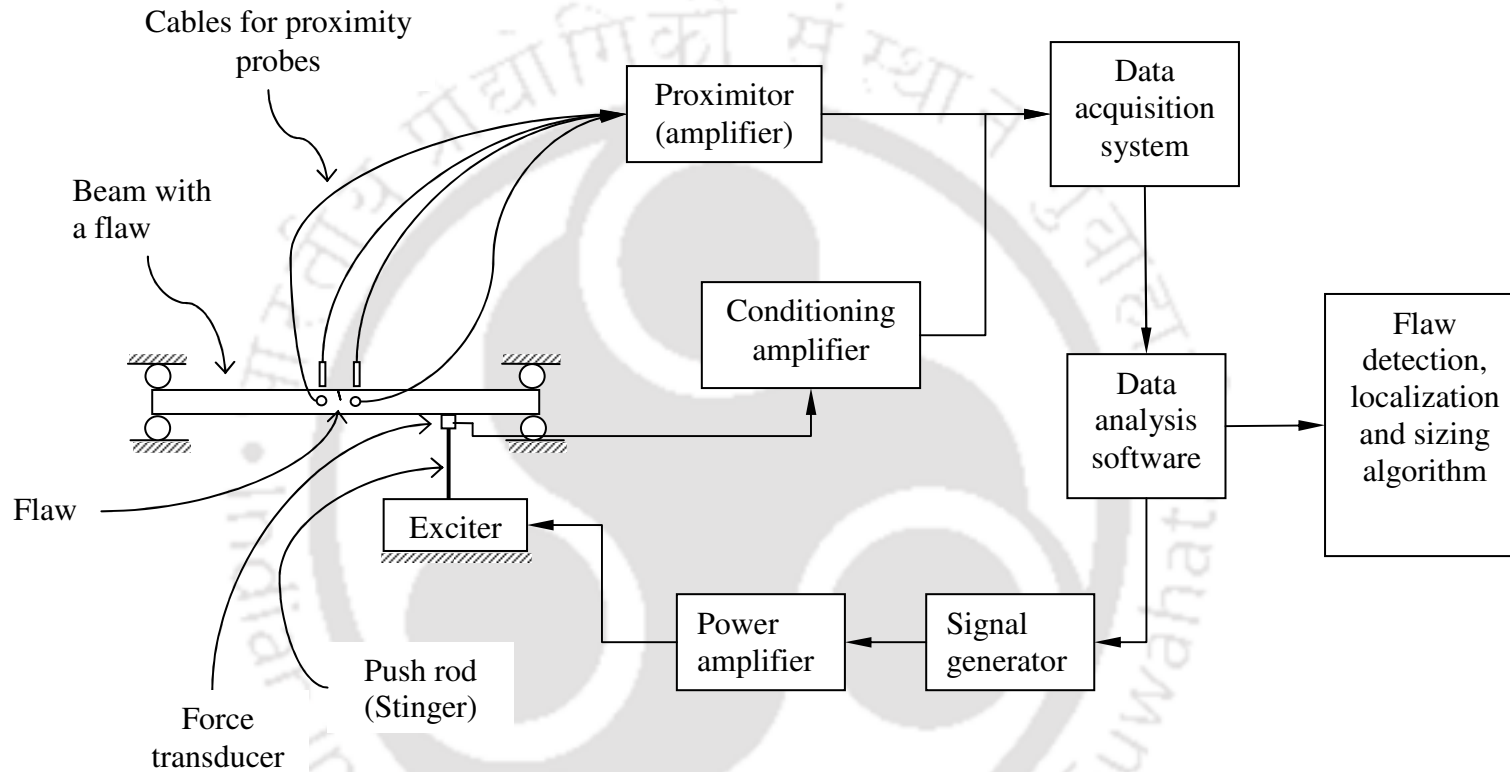 Cables for proximity
probes
Proximitor
(amplifier)
Data
acquisition
system
Beam with
a flaw
Conditioning
amplifier
Flaw
detection,
localization
and sizing
algorithm
Data
analysis
software
Flaw
Exciter
Power
amplifier
Signal
generator
Push rod
(Stinger)
Force
transducer